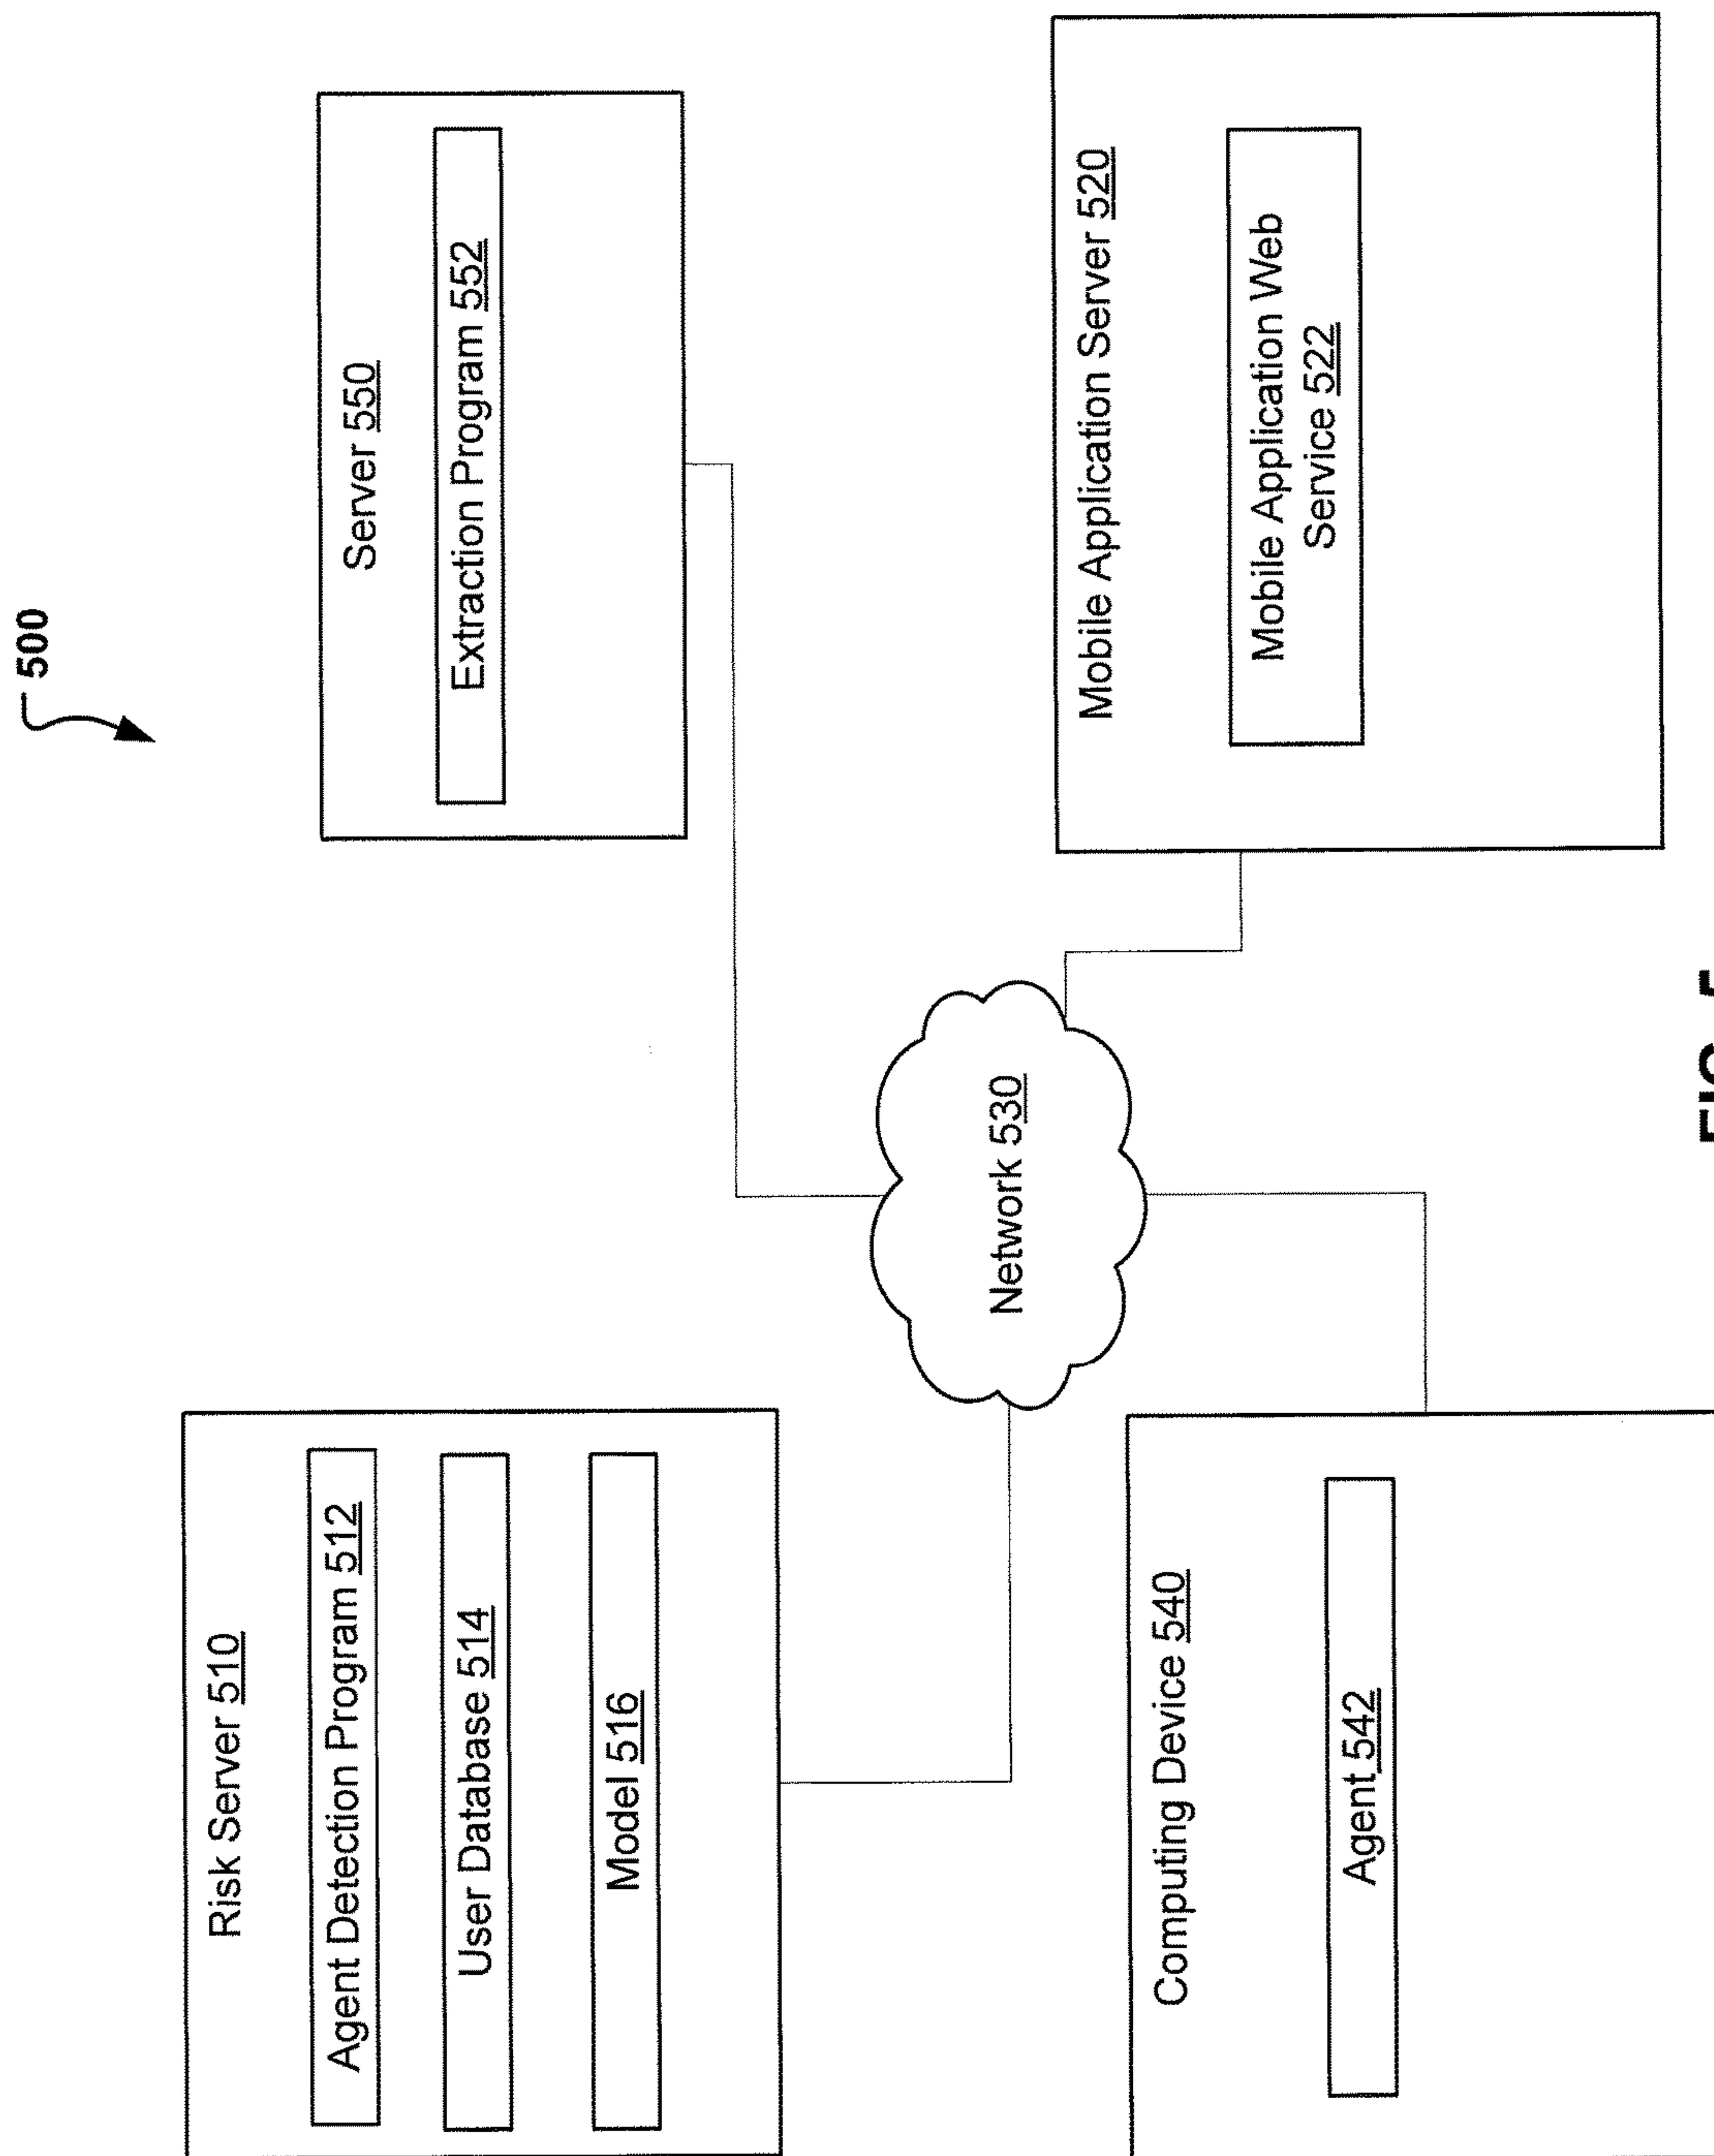 500
Risk Server 510
Agent Detection Program 512
User Database 514
Model 516
Server 550
Extraction Program 552
Network 530
Computing Device 540
Agent 542
Mobile Application Server 520
Mobile Application Web
Service 522